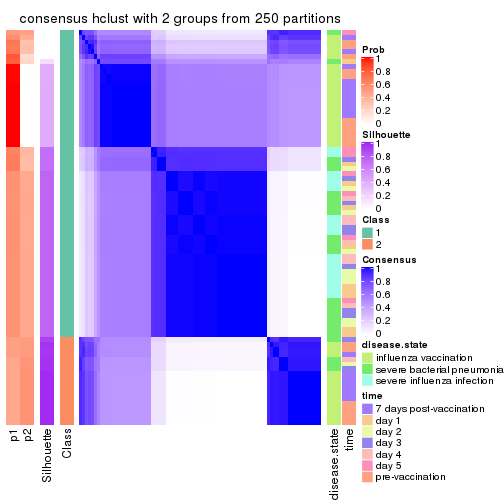 consensus hclust with 2 groups from 250 partitions
Prob
1
0.8
0.6
0.4
0.2
0
Silhouette
1
0.8
0.6
0.4
0.2
0
Class
1
2
Consensus
1
0.8
0.6
0.4
0.2
0
disease.state
influenza vaccination
severe bacterial pneumonia
severe influenza infection
time
7 days post-vaccination
day 1
day 2
day 3
day 4
day 5
pre-vaccination
p1
p2
Silhouette
Class
disease.state
time